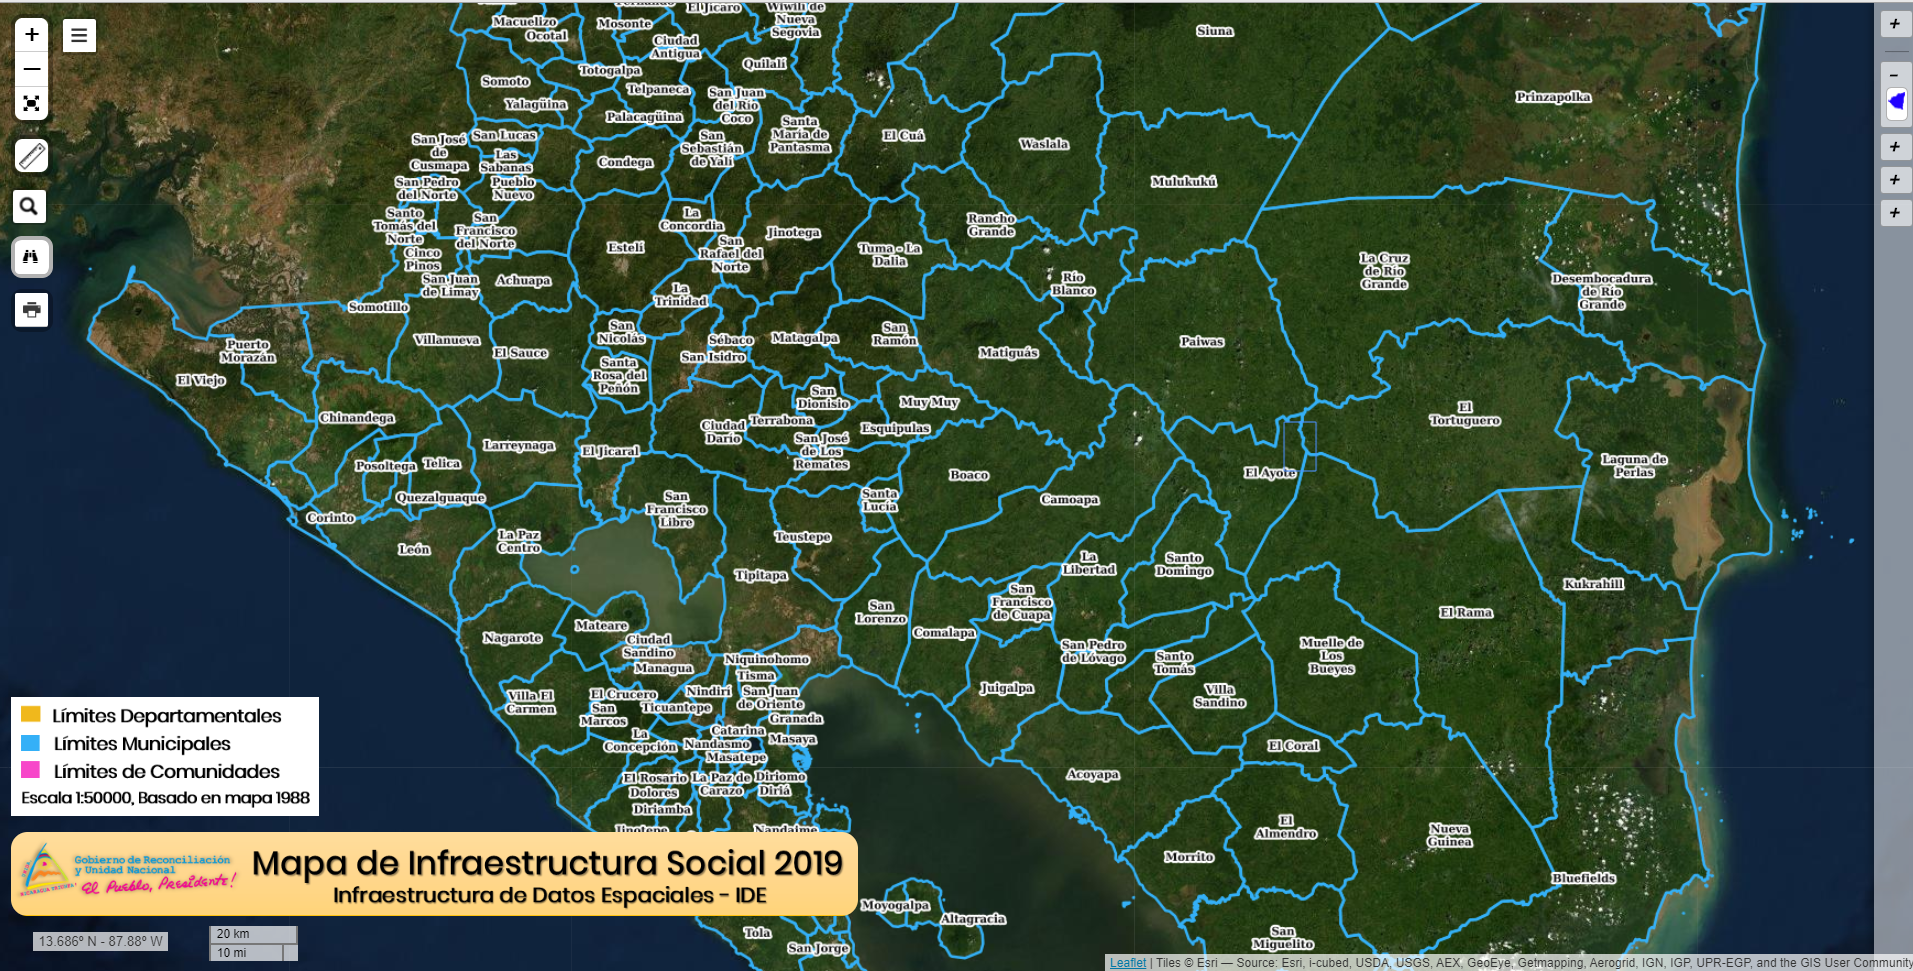 Macuelizo
Ocotal
Mosonte
El Jícaro
Wiwilí de
Nueva
Segovia
Ciudad
Antigua
Siuna
Totogalpa
Quilalí
Somoto
Telpaneca
San Juan
del Río
Coco
Prinzapolka
Yalagüina
Palacagüina
Santa
María de
Pantasma
El Cuá
San José
de
Cusmapa
San Lucas
San
Sebastián
de Yalí
Waslala
Las
Sabanas
Condega
San Pedro
del Norte
Pueblo
Nuevo
Mulukukú
Santo
Tomás del
Norte
San
Francisco
del Norte
La
Concordia
Rancho
Grande
Jinotega
Estelí
San
Rafael del
Norte
Tuma - La
Dalia
Cinco
Pinos
La Cruz
de Río
Grande
San Juan
de Limay
Achuapa
Río
Blanco
Desembocadura
de Río
Grande
La
Trinidad
Somotillo
San
Nicolás
San
Ramón
Villanueva
Sébaco
Matagalpa
Paiwas
Puerto
Morazán
El Sauce
San Isidro
Matiguás
El Viejo
Santa
Rosa del
Peñón
San
Dionisio
Muy Muy
El
Tortuguero
Chinandega
Ciudad
Darío
Terrabona
Esquipulas
Larreynaga
El Jicaral
San José
de Los
Remates
Posoltega
Telica
Laguna de
Perlas
El Ayote
Boaco
Quezalguaque
San
Francisco
Libre
Santa
Lucía
Camoapa
Corinto
León
La Paz
Centro
Teustepe
La
Libertad
Santo
Domingo
Tipitapa
Kukrahill
San
Lorenzo
San
Francisco
de Cuapa
El Rama
Mateare
Nagarote
Comalapa
Ciudad
Sandino
Muelle de
Los
Bueyes
San Pedro
de Lóvago
Niquinohomo
Managua
Santo
Tomás
Tisma
Juigalpa
Villa El
Carmen
El Crucero
Nindirí
San Juan
de Oriente
Villa
Sandino
San
Marcos
Ticuantepe
Granada
La
Concepción
Catarina
Nandasmo
Masaya
El Coral
Masatepe
El Rosario
La Paz de
Carazo
Diriomo
Diriá
Acoyapa
Dolores
Diriamba
Jinotepe
Nandaime
El
Almendro
Nueva
Guinea
Morrito
Bluefields
Moyogalpa
Altagracia
Tola
San Jorge
San
Miguelito
Límites Departamentales
Límites Municipales
Límites de Comunidades
Escala 1:50000, Basado en mapa 1988
Gobierno de Reconciliación
y Unidad Nacional
El Pueblo, Presidente!
Mapa de Infraestructura Social 2019
Infraestructura de Datos Espaciales - IDE
13.686º N - 87.88º W
20 km
10 mi
Leaflet | Tiles © Esri — Source: Esri, i-cubed, USDA, USGS, AEX, GeoEye, Getmapping, Aerogrid, IGN, IGP, UPR-EGP, and the GIS User Community